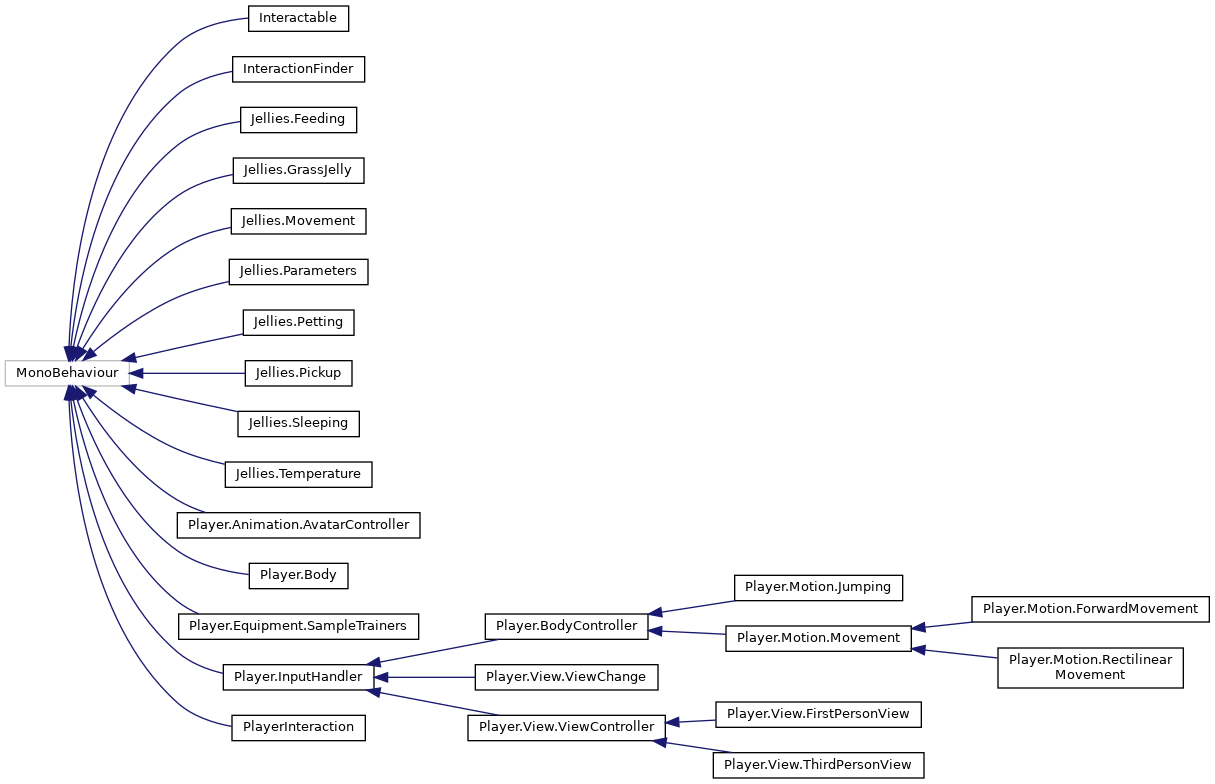 Interactable
InteractionFinder
Jellies.Feeding
Jellies.GrassJelly
Jellies.Movement
Jellies.Parameters
Jellies.Petting
MonoBehaviour
Jellies.Pickup
Jellies.Sleeping
Jellies.Temperature
Player.Animation.AvatarController
Player.Body
Player.Equipment.SampleTrainers
Player.InputHandler
PlayerInteraction
Player.BodyController
Player.View.ViewChange
Player.View.ViewController
Player.Motion.Jumping
Player.Motion.Movement
Player.View.FirstPersonView
Player.View.ThirdPersonView
Player.Motion.ForwardMovement
Player.Motion.Rectilinear
Movement